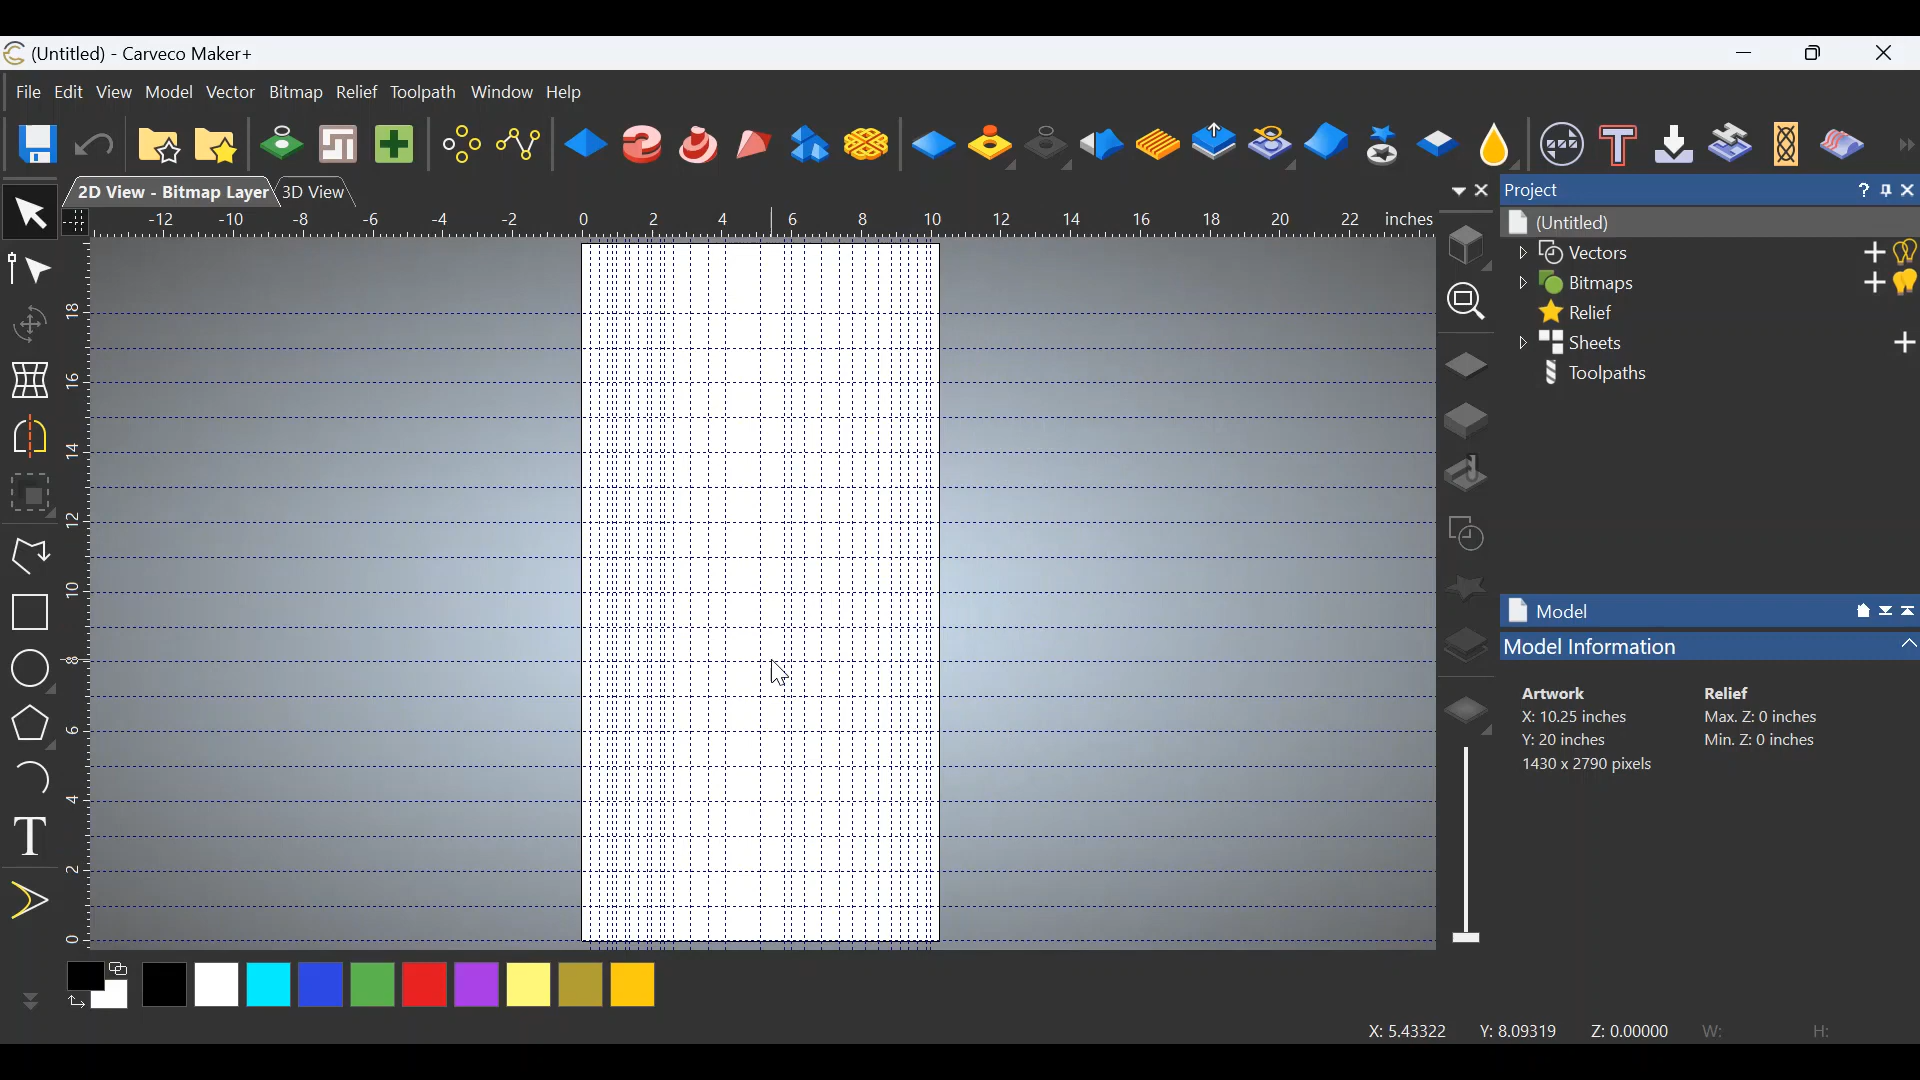 (Untitled) - Carveco Maker+
File Edit View Model Vector Bitmap Relief Toolpath Window Help
2D View - Bitmap Layer 3D View
-12 -10 -8 -6 -4 -2 0 2 4 6 8 10 12 14 16 18 20 22 inches
18
16
14
12
10
8
6
4
2
0
Project
(Untitled)
Vectors
Bitmaps
Relief
Sheets
Toolpaths
Model
Model Information
Artwork
X: 10.25 inches
Y: 20 inches
1430 x 2790 pixels
Relief
Max. Z: 0 inches
Min. Z: 0 inches
X: 5.43322 Y: 8.09319 Z: 0.00000 W: H: